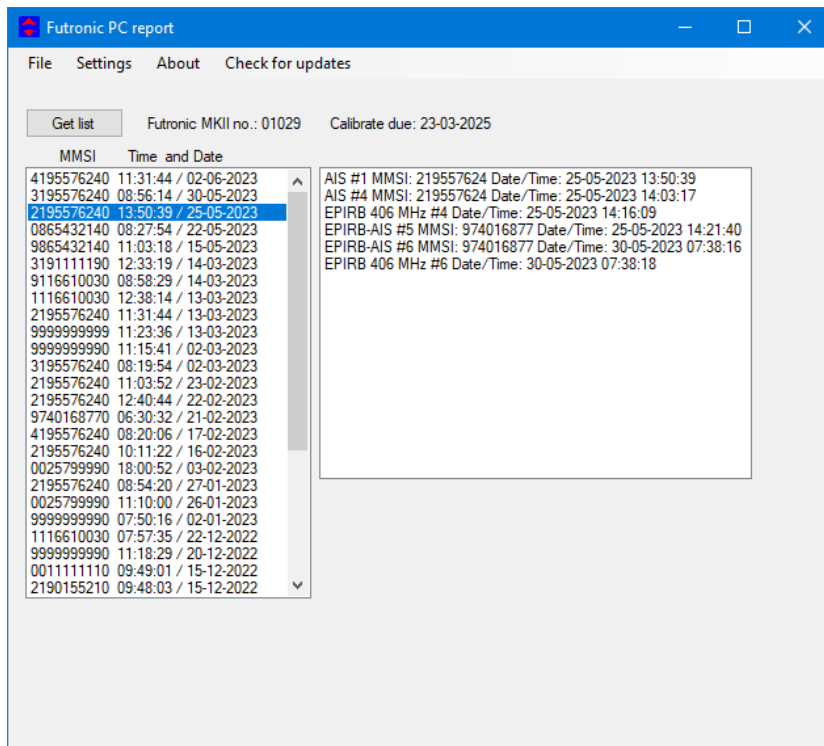 Futronic PC report
File Settings About Check for updates
Get list Futronic MKII no.: 01029 Calibrate due: 23-03-2025
MMSI Time and Date
4195576240 11:31:44 / 02-06-2023
3195576240 08:56:14 / 30-05-2023
2195576240 13:50:39 / 25-05-2023
0865432140 08:27:54 / 22-05-2023
9865432140 11:03:18 / 15-05-2023
3191111190 12:33:19 / 14-03-2023
9116610030 08:58:29 / 14-03-2023
1116610030 12:38:14 / 13-03-2023
2195576240 11:31:44 / 13-03-2023
9999999999 11:23:36 / 13-03-2023
9999999990 11:15:41 / 02-03-2023
3195576240 08:19:54 / 02-03-2023
2195576240 11:03:52 / 23-02-2023
2195576240 12:40:44 / 22-02-2023
9740168770 06:30:32 / 21-02-2023
4195576240 08:20:06 / 17-02-2023
2195576240 10:11:22 / 16-02-2023
0025799990 18:00:52 / 03-02-2023
2195576240 08:54:20 / 27-01-2023
0025799990 11:10:00 / 26-01-2023
9999999990 07:50:16 / 02-01-2023
1116610030 07:57:35 / 22-12-2022
9999999990 11:18:29 / 20-12-2022
0011111110 09:49:01 / 15-12-2022
2190155210 09:48:03 / 15-12-2022
AIS #1 MMSI: 219557624 Date/Time: 25-05-2023 13:50:39
AIS #4 MMSI: 219557624 Date/Time: 25-05-2023 14:03:17
EPIRB 406 MHz #4 Date/Time: 25-05-2023 14:16:09
EPIRB-AIS #5 MMSI: 974016877 Date/Time: 25-05-2023 14:21:40
EPIRB-AIS #6 MMSI: 974016877 Date/Time: 30-05-2023 07:38:16
EPIRB 406 MHz #6 Date/Time: 30-05-2023 07:38:18